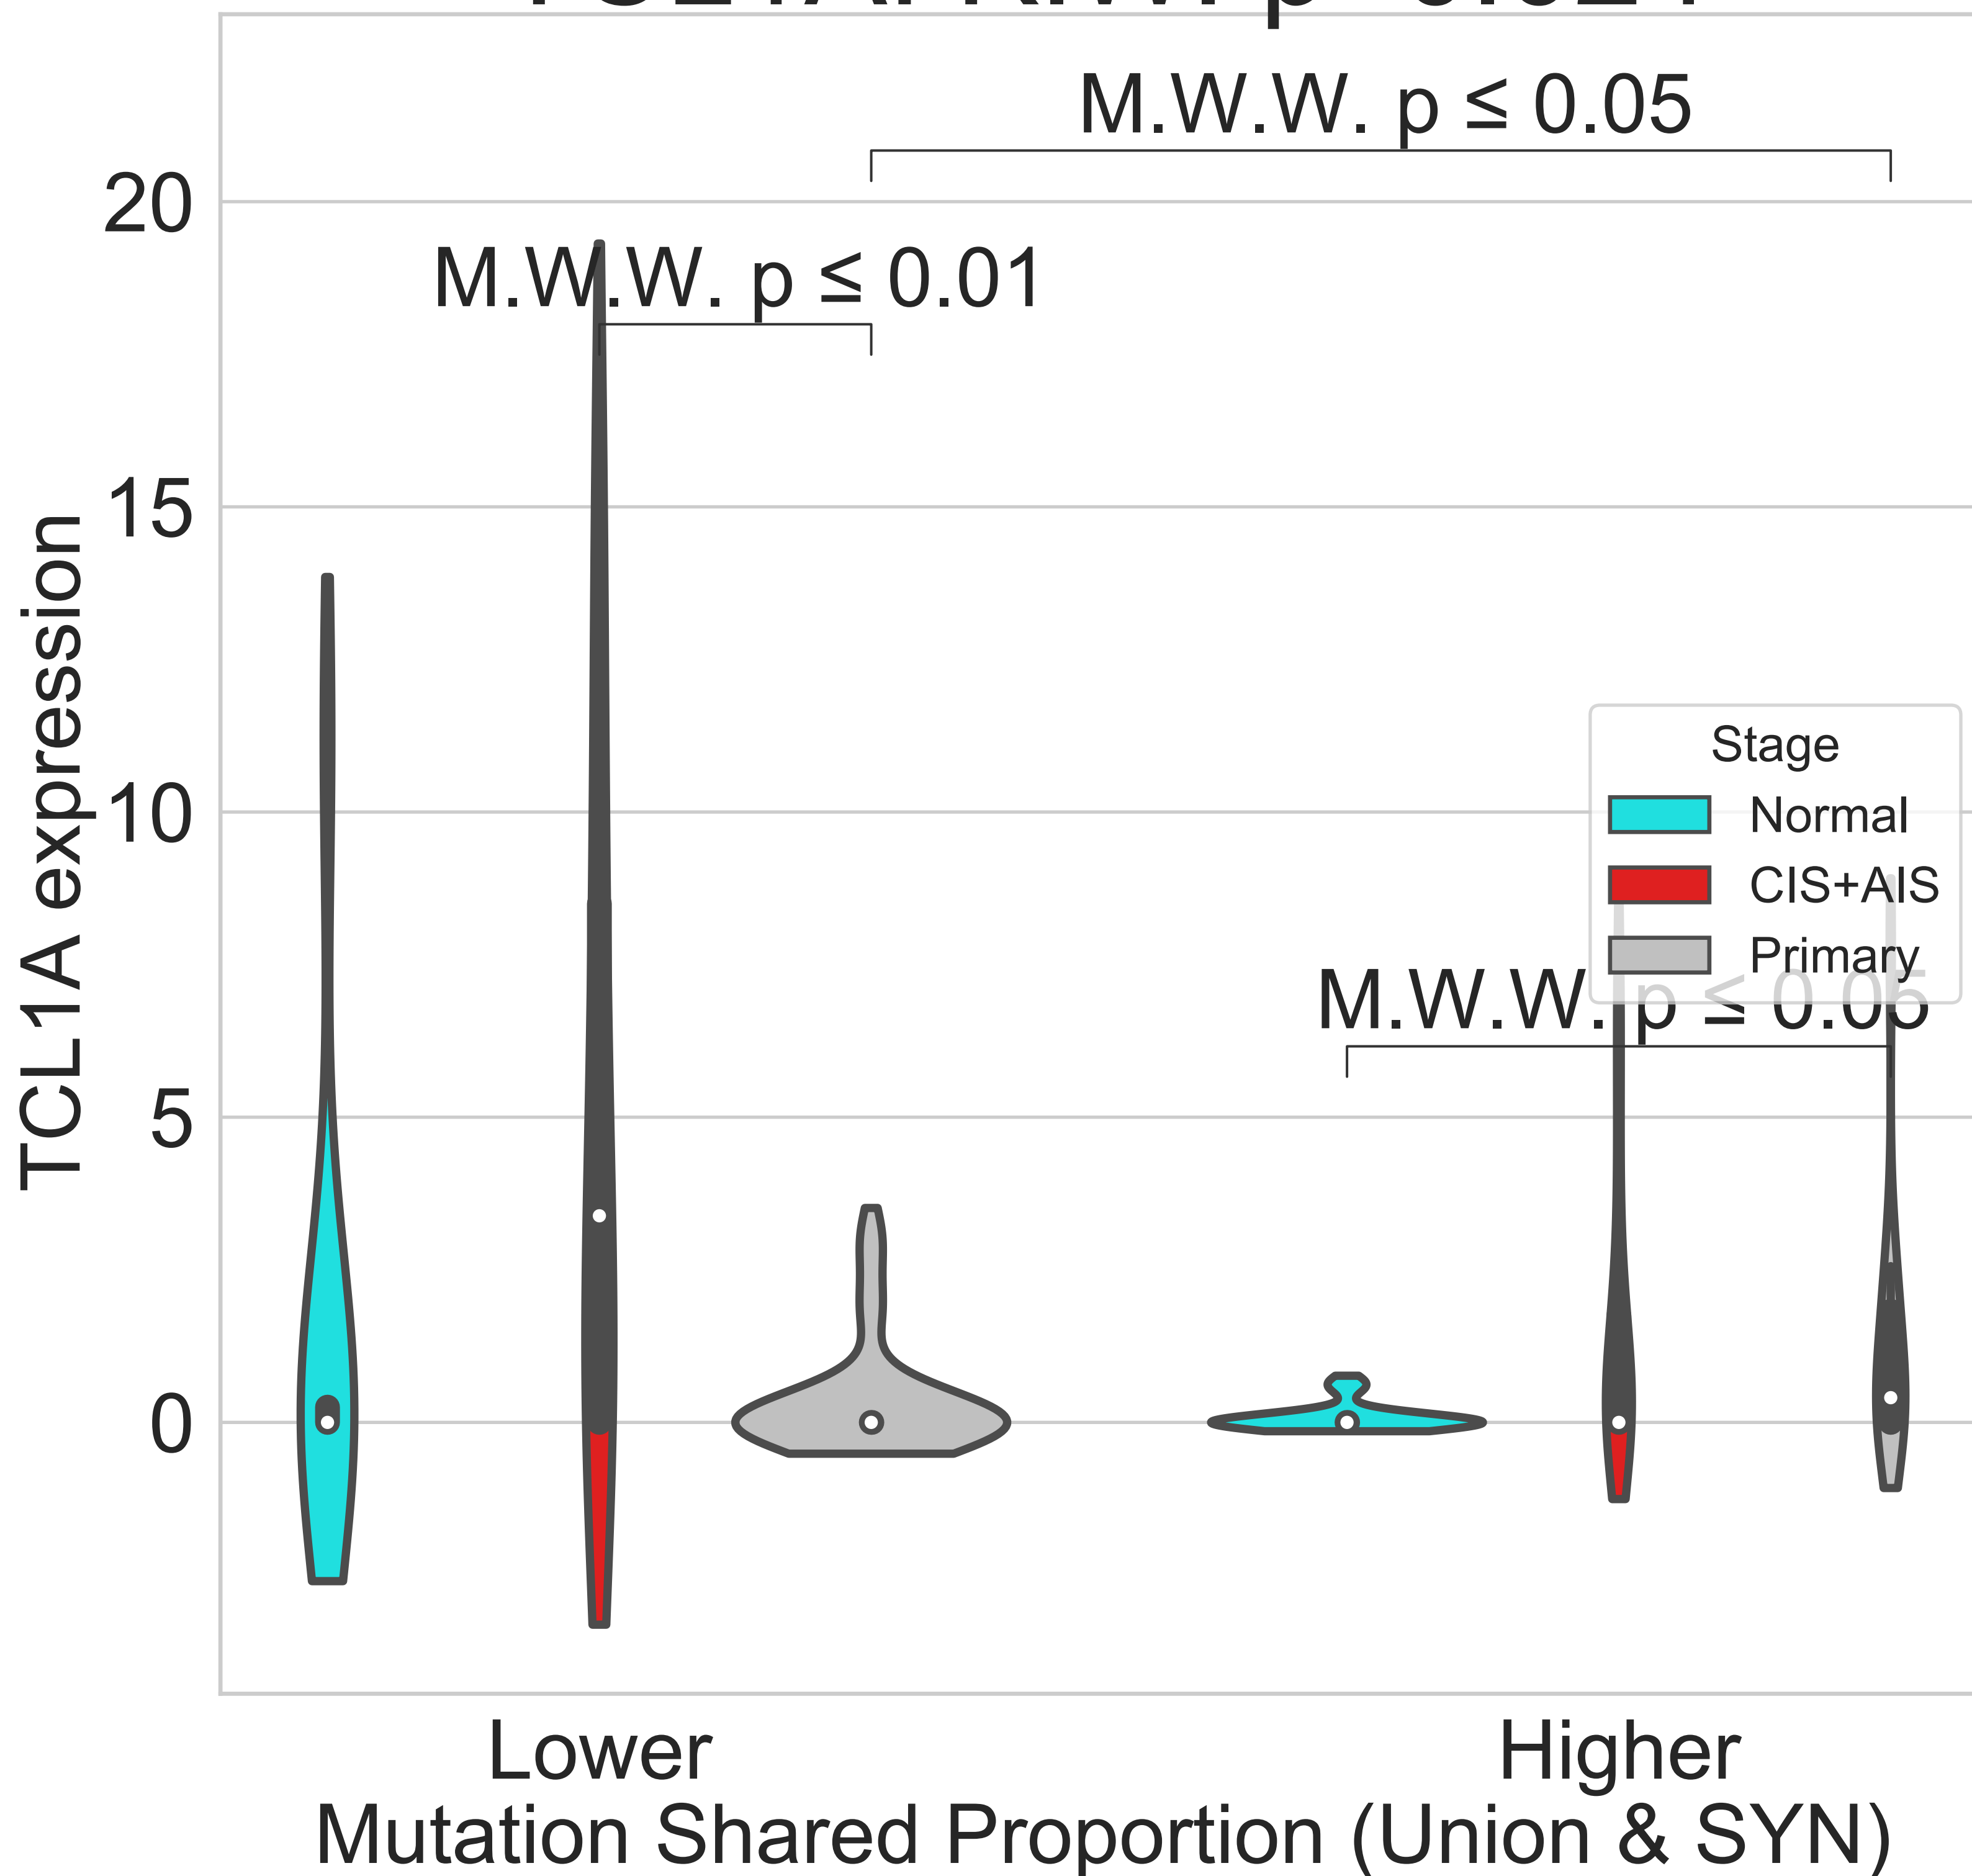 M.W.W. p ≤ 0.05
20
M.W.W. p ≤ 0.01
15
TCL1A expression
Stage
10
Normal
CIS+AIS
Primary
M.W.W. p ≤ 0.05
5
0
Lower
Higher
Mutation Shared Proportion (Union & SYN)